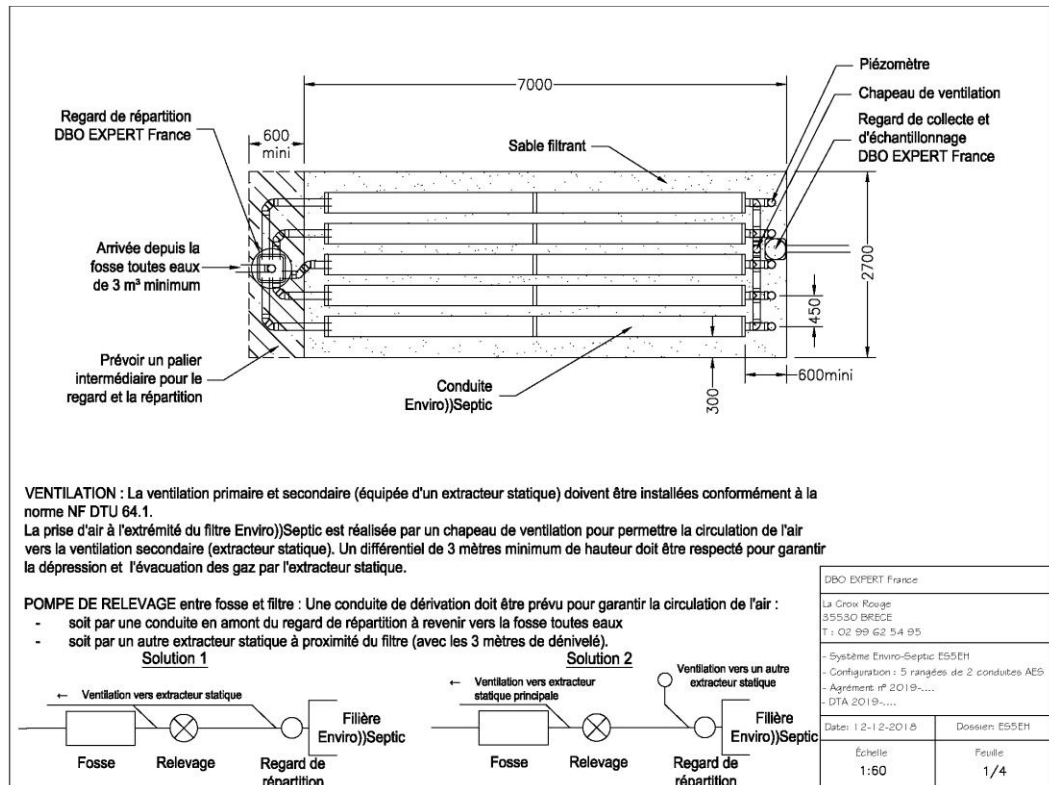 7000
Piézomètre
Chapeau de ventilation
Regard de collecte et
d'échantillonnage
DBO EXPERT France
Regard de répartition
DBO EXPERT France
600
mini
Sable filtrant
Arrivée depuis la
fosse toutes eaux
de 3 m³ minimum
2700
450
Prévoir un palier
intermédiaire pour le
regard et la répartition
Conduite
Enviro))Septic
300
600mini
VENTILATION : La ventilation primaire et secondaire (équipée d'un extracteur statique) doivent être installées conformément à la
norme NF DTU 64.1.
La prise d'air à l'extrémité du filtre Enviro))Septic est réalisée par un chapeau de ventilation pour permettre la circulation de l'air
vers la ventilation secondaire (extracteur statique). Un différentiel de 3 mètres minimum de hauteur doit être respecté pour garantir
la dépression et l'évacuation des gaz par l'extracteur statique.
POMPE DE RELEVAGE entre fosse et filtre : Une conduite de dérivation doit être prévu pour garantir la circulation de l'air :
- soit par une conduite en amont du regard de répartition à revenir vers la fosse toutes eaux
- soit par un autre extracteur statique à proximité du filtre (avec les 3 mètres de dénivelé).
Solution 1
← Ventilation vers extracteur statique
Fosse
Relevage
Regard de
répartition
Filière
Enviro))Septic
Solution 2
← Ventilation vers extracteur
statique principale
Ventilation vers un autre
extracteur statique
Fosse
Relevage
Regard de
répartition
Filière
Enviro))Septic
DBO EXPERT France
La Croix Rouge
35530 BRECE
T : 02 99 62 54 95
- Système Enviro-Septic ES5EH
- Configuration : 5 rangées de 2 conduites AES
- Agrément n° 2019-....
- DTA 2019-....
Date: 12-12-2018
Dossier: ES5EH
Échelle
1:60
Feuille
1/4